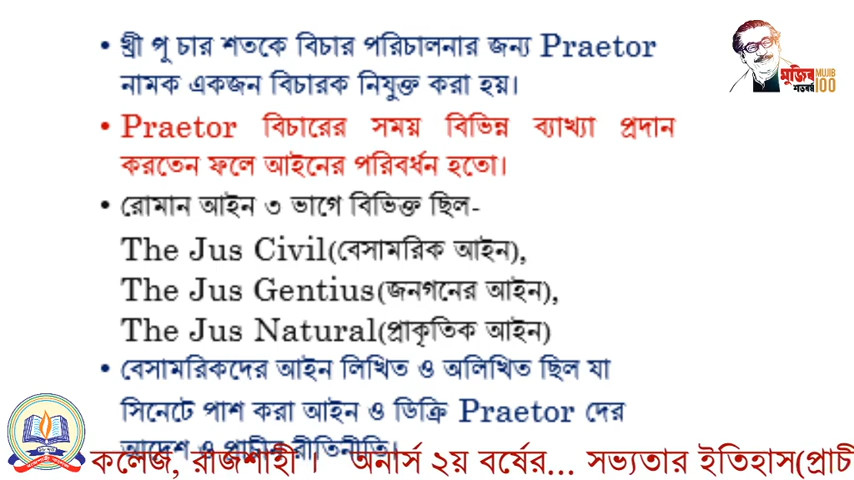 • খ্রী পূ চার শতকে বিচার পরিচালনার জন্য Praetor
নামক একজন বিচারক নিযুক্ত করা হয়।
• Praetor বিচারের সময় বিভিন্ন ব্যাখ্যা প্রদান
করতেন ফলে আইনের পরিবর্ধন হতো।
• রোমান আইন ৩ ভাগে বিভিক্ত ছিল-
The Jus Civil(বেসামরিক আইন),
The Jus Gentius(জনগনের আইন),
The Jus Natural(প্রাকৃতিক আইন)
• বেসামরিকদের আইন লিখিত ও অলিখিত ছিল যা
সিনেটে পাশ করা আইন ও ডিক্রি Praetor দের
আদেশ ও প্রাচীন রীতিনীতি।
কলেজ, রাজশাহী। অনার্স ২য় বর্ষের... সভ্যতার ইতিহাস(প্রাচী
মুজিব
শতবর্ষ
MUJIB
100